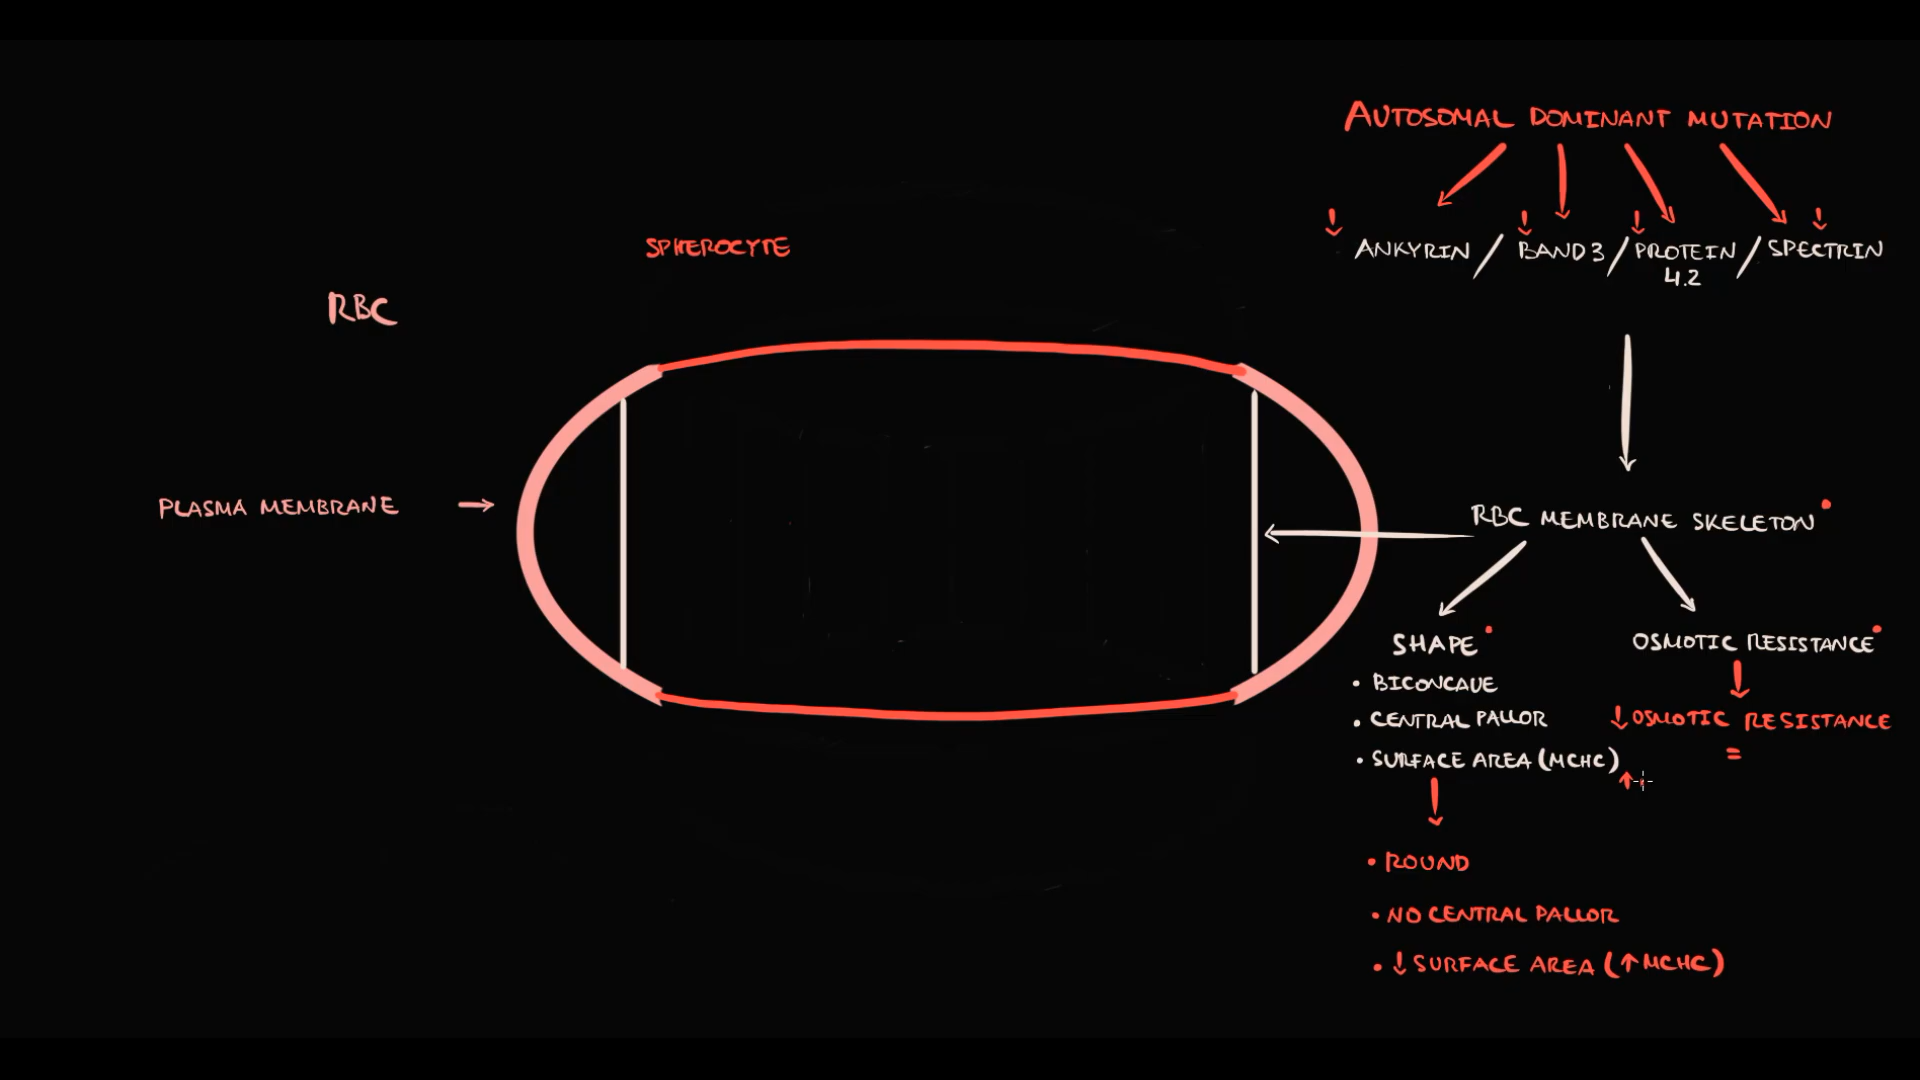 AUTOSOMAL DOMINANT MUTATION
↓ ANKYRIN / ↓ BAND 3 / ↓ PROTEIN 4.2 / ↓ SPECTRIN
SPHEROCYTE
RBC
PLASMA MEMBRANE →
RBC MEMBRANE SKELETON
SHAPE
• BICONCAVE
• CENTRAL PALLOR
• SURFACE AREA (MCHC)
• ROUND
• NO CENTRAL PALLOR
• ↓ SURFACE AREA (↑ MCHC)
OSMOTIC RESISTANCE
↓ OSMOTIC RESISTANCE
=
↑